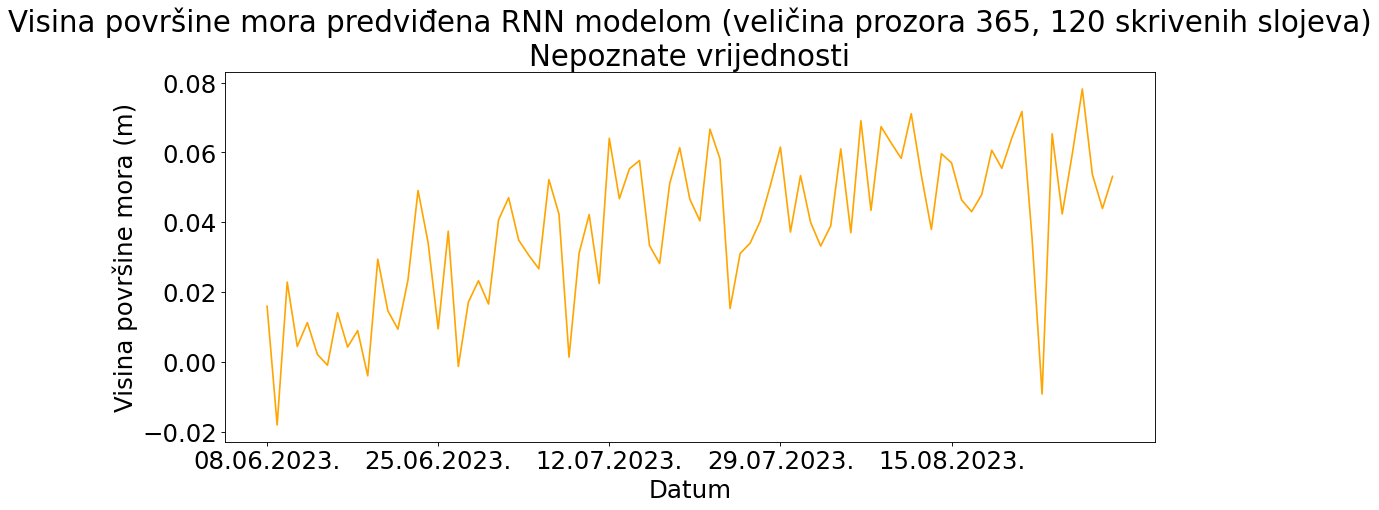 Visina površine mora predviđena RNN modelom (veličina prozora 365, 120 skrivenih slojeva)
Nepoznate vrijednosti
Visina površine mora (m)
0.08
0.06
0.04
0.02
0.00
−0.02
08.06.2023. 25.06.2023. 12.07.2023. 29.07.2023. 15.08.2023.
Datum